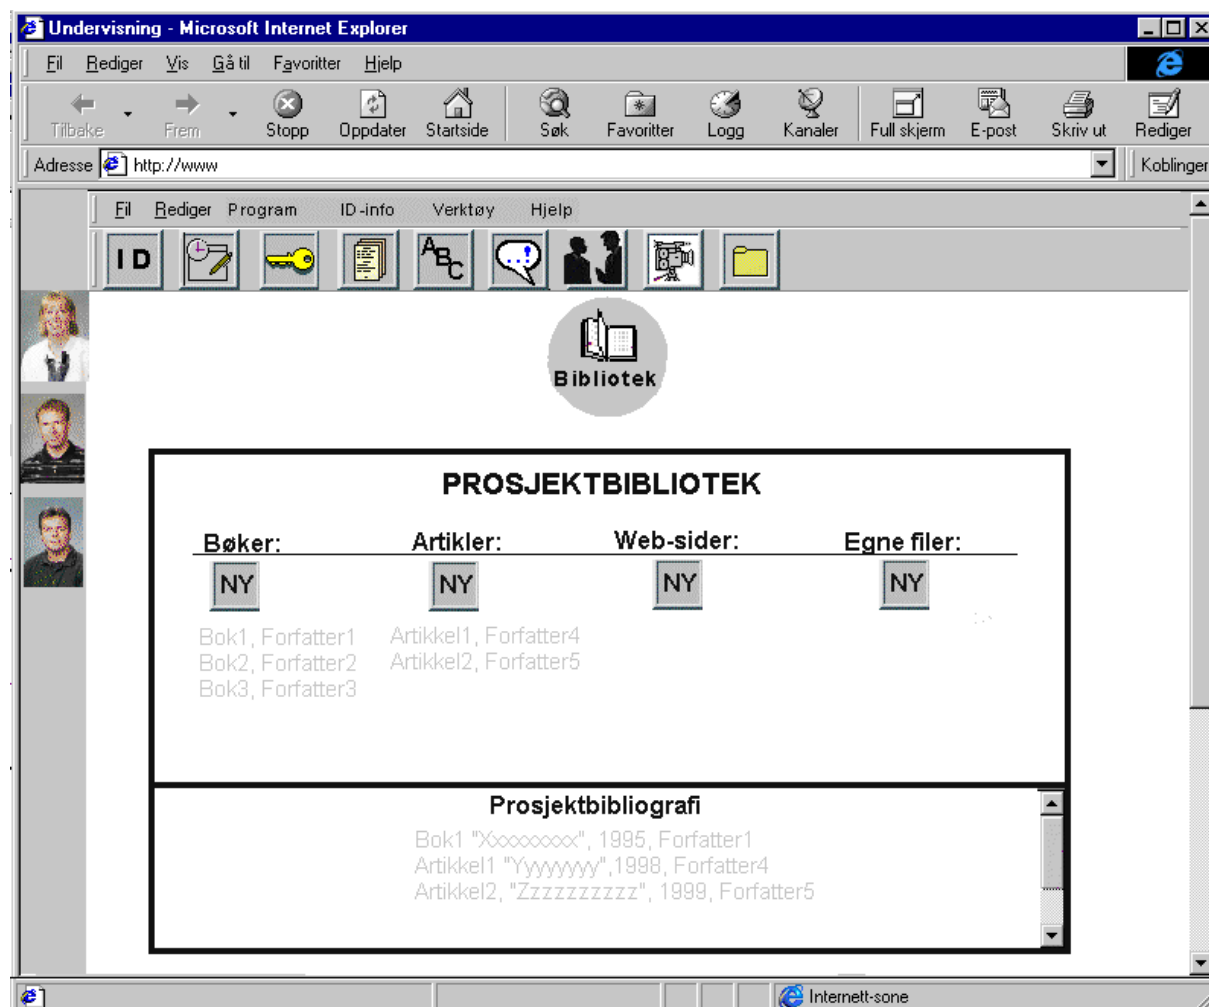 Undervisning - Microsoft Internet Explorer
Fil Rediger Vis Gå til Favoritter Hjelp
Tilbake Frem Stopp Oppdater Startside Søk Favoritter Logg Kanaler Full skjerm E-post Skriv ut Rediger
Adresse http://www Koblinger
Fil Rediger Program ID-info Verktøy Hjelp
ID ABC ..!
Bibliotek
PROSJEKTBIBLIOTEK
Bøker: Artikler: Web-sider: Egne filer:
NY NY NY NY
Bok1, Forfatter1 Artikkel1, Forfatter4
Bok2, Forfatter2 Artikkel2, Forfatter5
Bok3, Forfatter3
Prosjektbibliografi
Bok1 "Xxxxxxxxx", 1995, Forfatter1
Artikkel1 "Yyyyyyyy",1998, Forfatter4
Artikkel2, "Zzzzzzzzzz", 1999, Forfatter5
Internett-sone